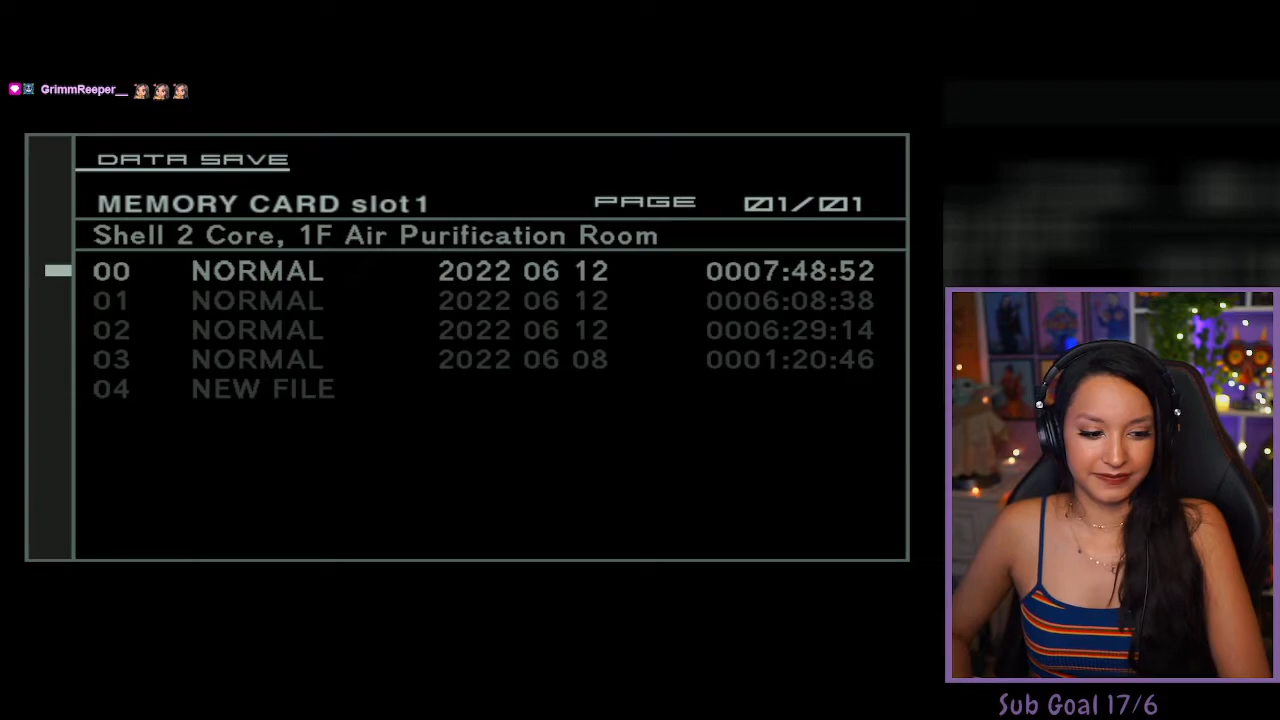 GrimmReeper__
DATA SAVE
MEMORY CARD slot1 PAGE 01/01
Shell 2 Core, 1F Air Purification Room
00 NORMAL 2022 06 12 0007:48:52
01 NORMAL 2022 06 12 0006:08:38
02 NORMAL 2022 06 12 0006:29:14
03 NORMAL 2022 06 08 0001:20:46
04 NEW FILE
Sub Goal 17/6